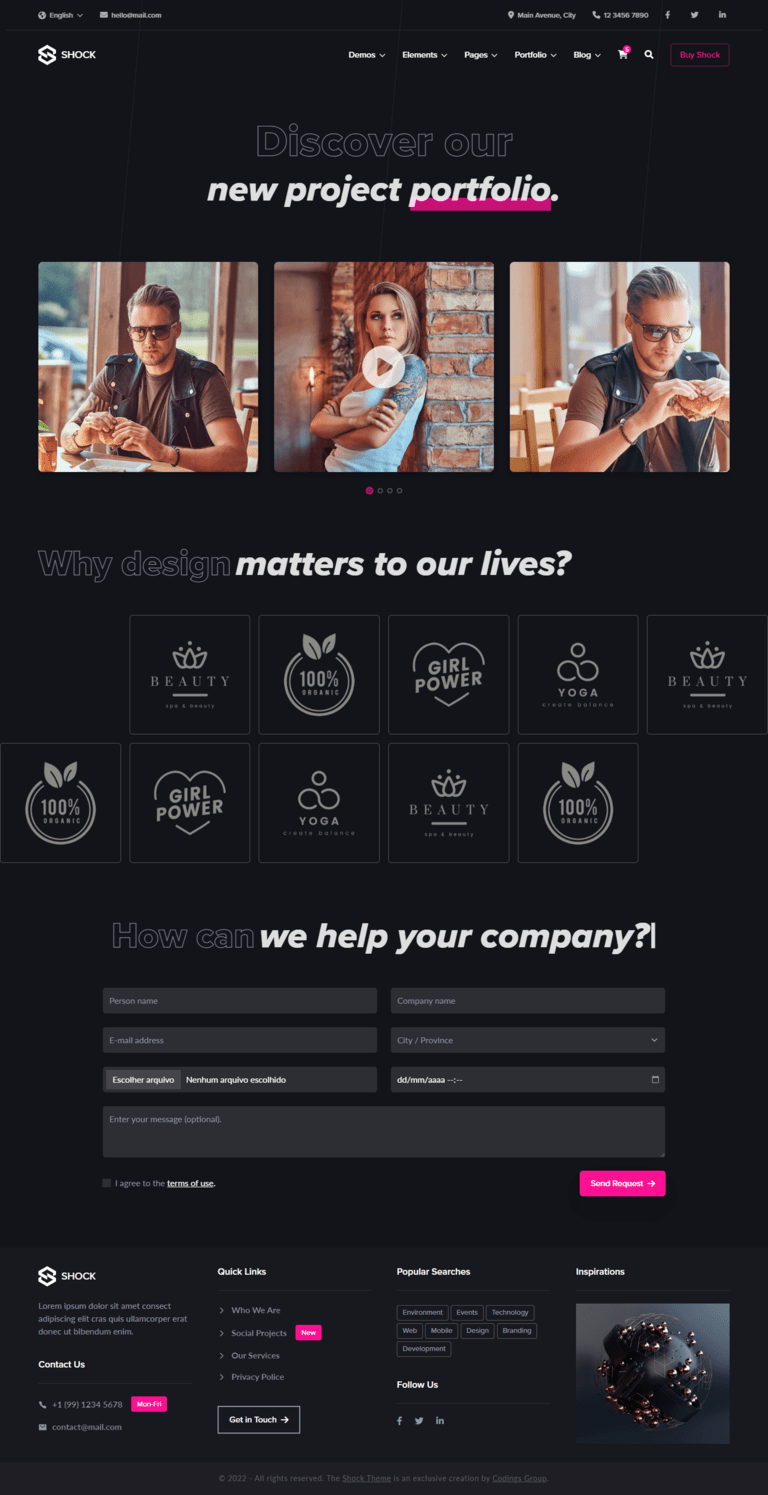 English hello@mail.com Main Avenue, City 12 3456 7890
SHOCK Demos Elements Pages Portfolio Blog 5 Buy Shock
Discover our
new project portfolio.
Why design matters to our lives?
BEAUTY
spa & beauty
100%
ORGANIC
GIRL
POWER
YOGA
create balance
BEAUTY
spa & beauty
100%
ORGANIC
GIRL
POWER
YOGA
create balance
BEAUTY
spa & beauty
100%
ORGANIC
How can we help your company?|
Person name Company name
E-mail address City / Province
Escolher arquivo Nenhum arquivo escolhido dd/mm/aaaa --:--
Enter your message (optional).
I agree to the terms of use. Send Request
SHOCK
Lorem ipsum dolor sit amet consect
adipiscing elit cras quis ullamcorper erat
donec ut bibendum enim.
Contact Us
+1 (99) 1234 5678 Mon-Fri
contact@mail.com
Quick Links
Who We Are
Social Projects New
Our Services
Privacy Police
Get in Touch
Popular Searches
Environment Events Technology
Web Mobile Design Branding
Development
Follow Us
Inspirations
© 2022 - All rights reserved. The Shock Theme is an exclusive creation by Codings Group.